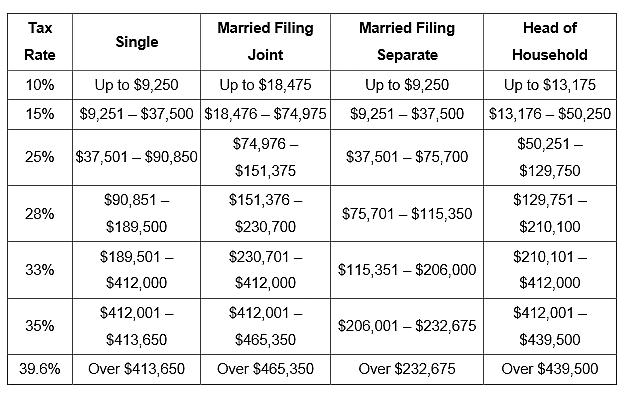 Tax Rate Single Married Filing Joint Married Filing Separate Head of Household
10% Up to $9,250 Up to $18,475 Up to $9,250 Up to $13,175
15% $9,251 – $37,500 $18,476 – $74,975 $9,251 – $37,500 $13,176 – $50,250
25% $37,501 – $90,850 $74,976 – $151,375 $37,501 – $75,700 $50,251 – $129,750
28% $90,851 – $189,500 $151,376 – $230,700 $75,701 – $115,350 $129,751 – $210,100
33% $189,501 – $412,000 $230,701 – $412,000 $115,351 – $206,000 $210,101 – $412,000
35% $412,001 – $413,650 $412,001 – $465,350 $206,001 – $232,675 $412,001 – $439,500
39.6% Over $413,650 Over $465,350 Over $232,675 Over $439,500